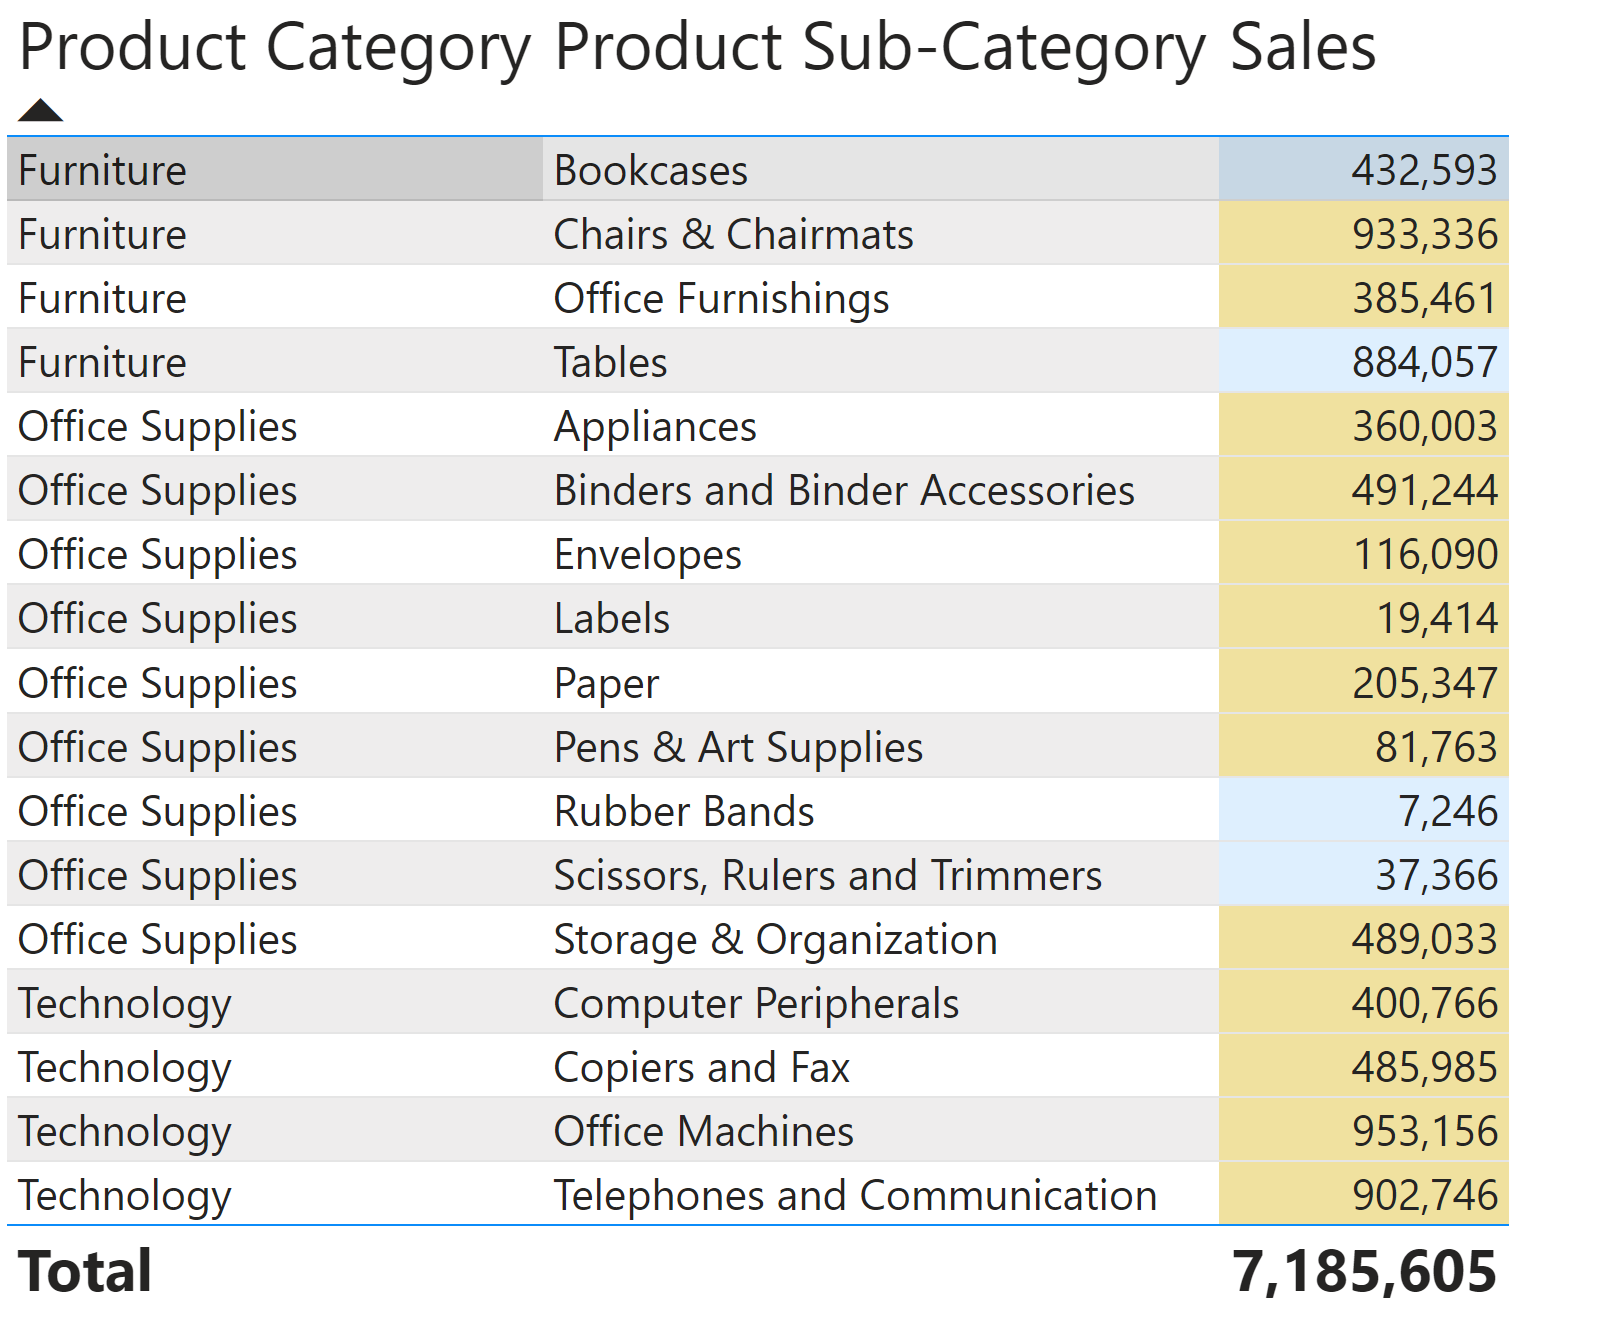 Product Category Product Sub-Category Sales
Furniture Bookcases 432,593
Furniture Chairs & Chairmats 933,336
Furniture Office Furnishings 385,461
Furniture Tables 884,057
Office Supplies Appliances 360,003
Office Supplies Binders and Binder Accessories 491,244
Office Supplies Envelopes 116,090
Office Supplies Labels 19,414
Office Supplies Paper 205,347
Office Supplies Pens & Art Supplies 81,763
Office Supplies Rubber Bands 7,246
Office Supplies Scissors, Rulers and Trimmers 37,366
Office Supplies Storage & Organization 489,033
Technology Computer Peripherals 400,766
Technology Copiers and Fax 485,985
Technology Office Machines 953,156
Technology Telephones and Communication 902,746
Total 7,185,605